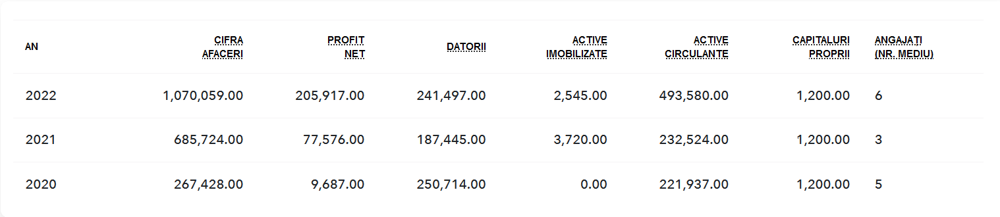 AN CIFRA AFACERI PROFIT NET DATORII ACTIVE IMOBILIZATE ACTIVE CIRCULANTE CAPITALURI PROPRII ANGAJAȚI (NR. MEDIU)
2022 1,070,059.00 205,917.00 241,497.00 2,545.00 493,580.00 1,200.00 6
2021 685,724.00 77,576.00 187,445.00 3,720.00 232,524.00 1,200.00 3
2020 267,428.00 9,687.00 250,714.00 0.00 221,937.00 1,200.00 5